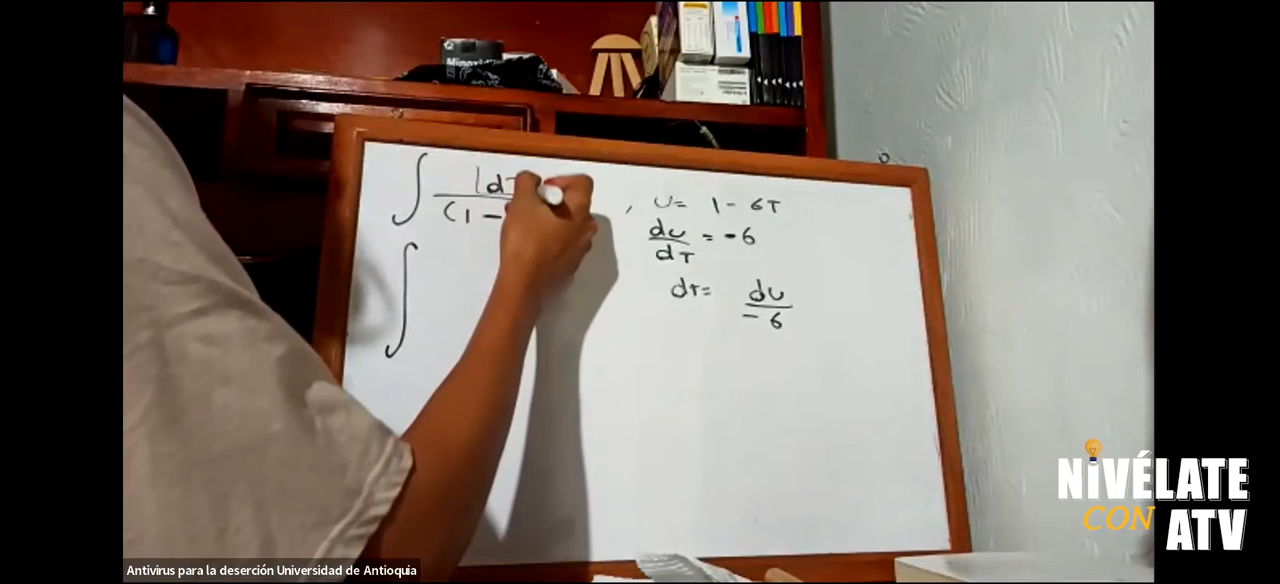 Minoxidil
∫ 1dT
(1 -
, U= 1 - 6T
dU
dT
= -6
dT= dU
- 6
∫
NIVÉLATE
CON
ATV
Antivirus para la deserción Universidad de Antioquia